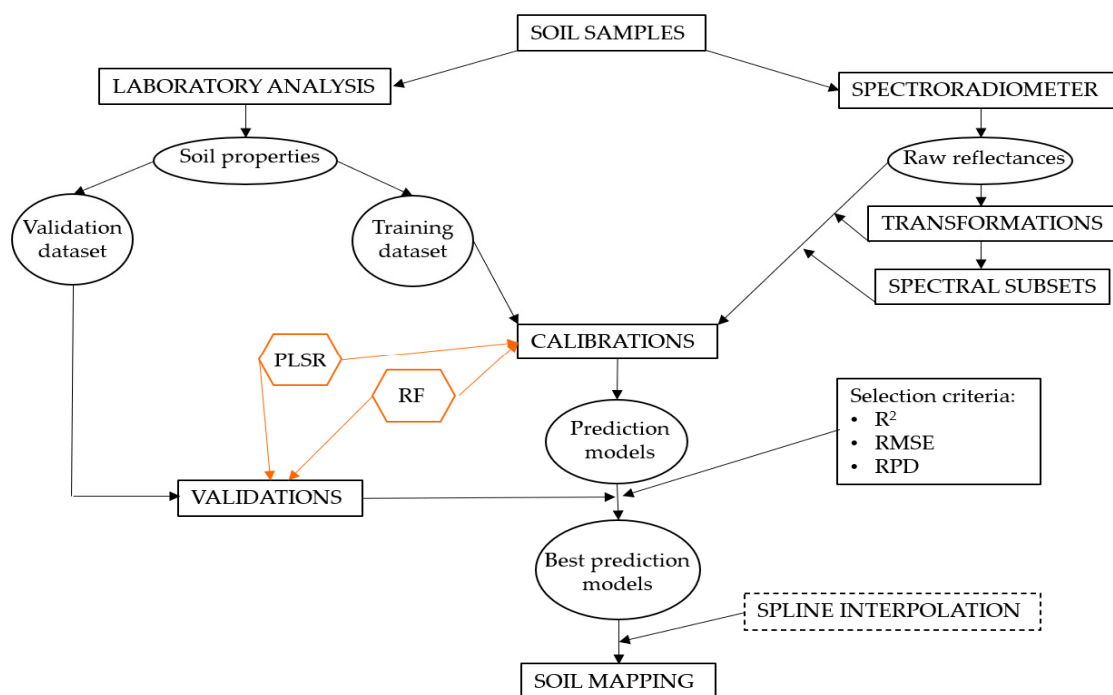 SOIL SAMPLES
LABORATORY ANALYSIS
SPECTRORADIOMETER
Soil properties
Raw reflectances
Validation
dataset
Training
dataset
TRANSFORMATIONS
SPECTRAL SUBSETS
CALIBRATIONS
PLSR
RF
Selection criteria:
• R²
• RMSE
• RPD
Prediction
models
VALIDATIONS
Best prediction
models
SPLINE INTERPOLATION
SOIL MAPPING